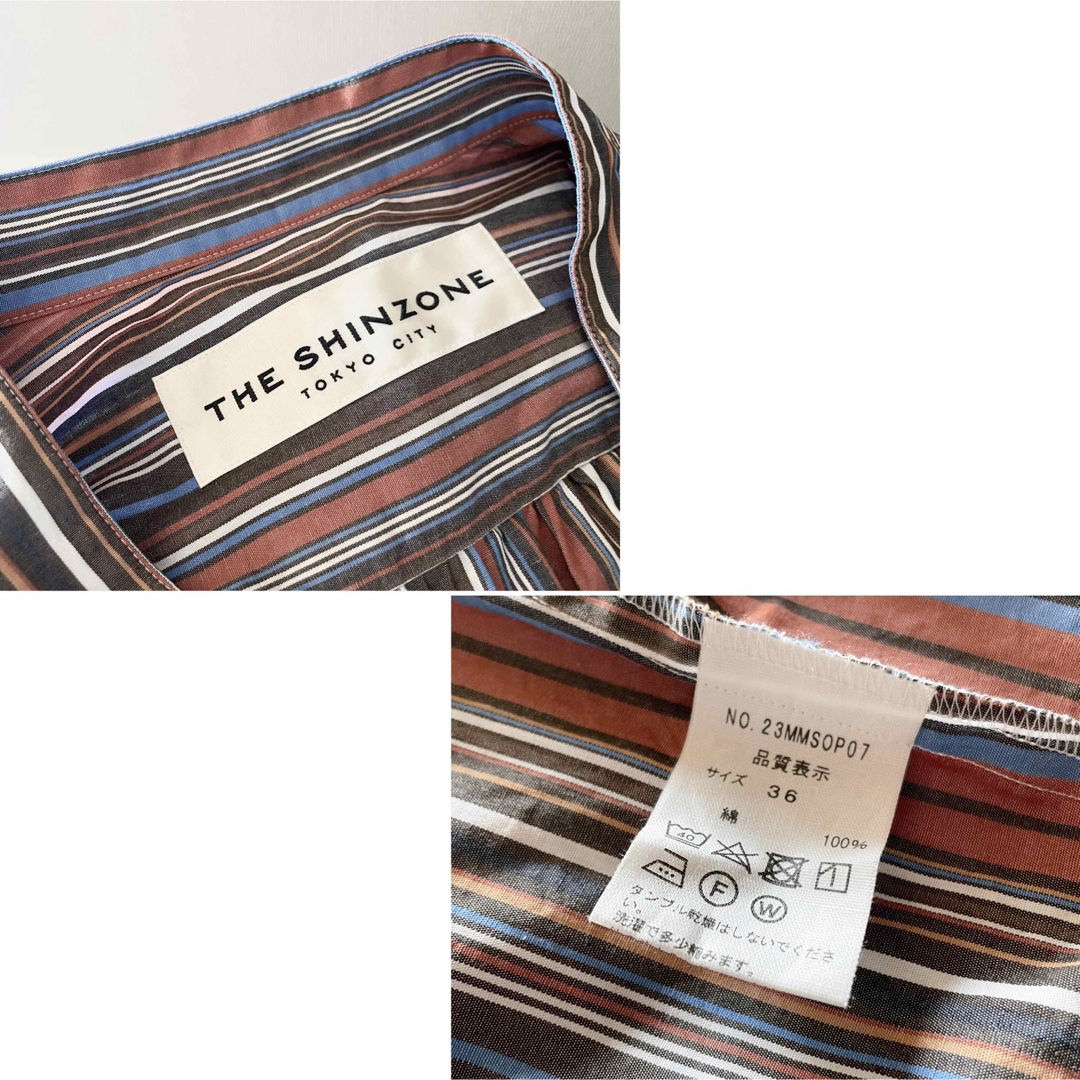 THE SHINZONE
TOKYO CITY
NO. 23MMSOP07
品質表示
サイズ 36
綿 100%
40
F W
タンブル乾燥はしないでくださ
い。
洗濯で多少縮みます。